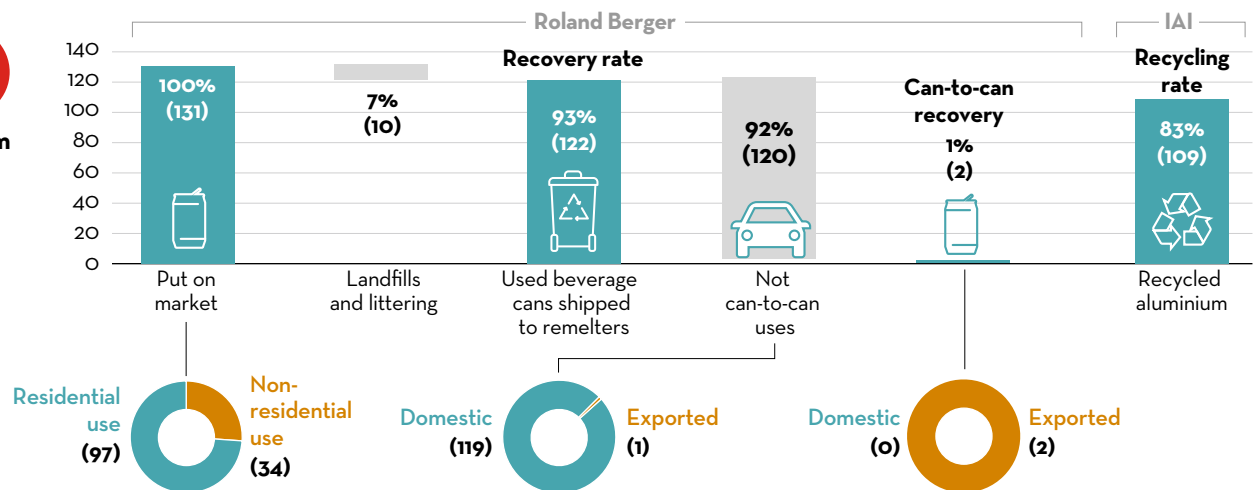 Roland Berger
IAI
140
120
100
80
60
40
20
0
m
100%
(131)
7%
(10)
Recovery rate
93%
(122)
92%
(120)
Can-to-can
recovery
1%
(2)
Recycling
rate
83%
(109)
Put on
market
Landfills
and littering
Used beverage
cans shipped
to remelters
Not
can-to-can
uses
Recycled
aluminium
Residential
use
(97)
Non-
residential
use
(34)
Domestic
(119)
Exported
(1)
Domestic
(0)
Exported
(2)